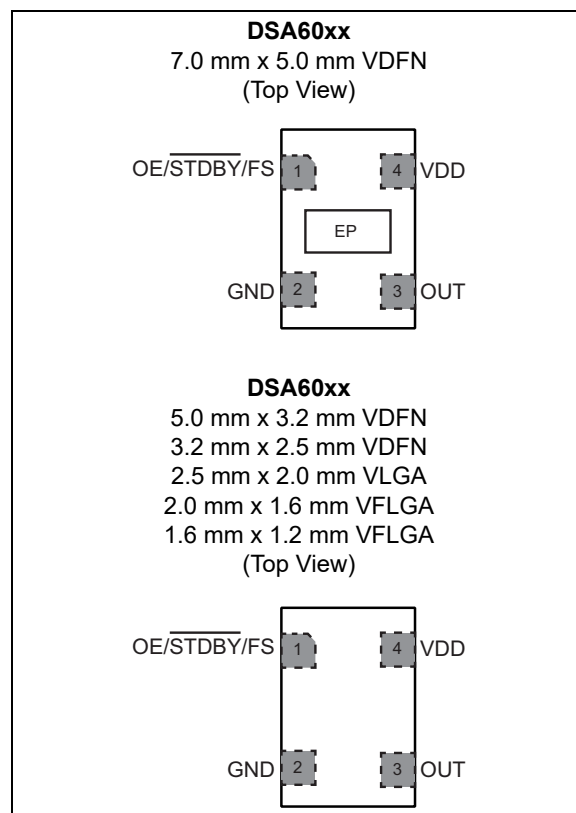 DSA60xx
7.0 mm x 5.0 mm VDFN
(Top View)
OE/STDBY/FS 1 4 VDD
EP
GND 2 3 OUT
DSA60xx
5.0 mm x 3.2 mm VDFN
3.2 mm x 2.5 mm VDFN
2.5 mm x 2.0 mm VLGA
2.0 mm x 1.6 mm VFLGA
1.6 mm x 1.2 mm VFLGA
(Top View)
OE/STDBY/FS 1 4 VDD
GND 2 3 OUT